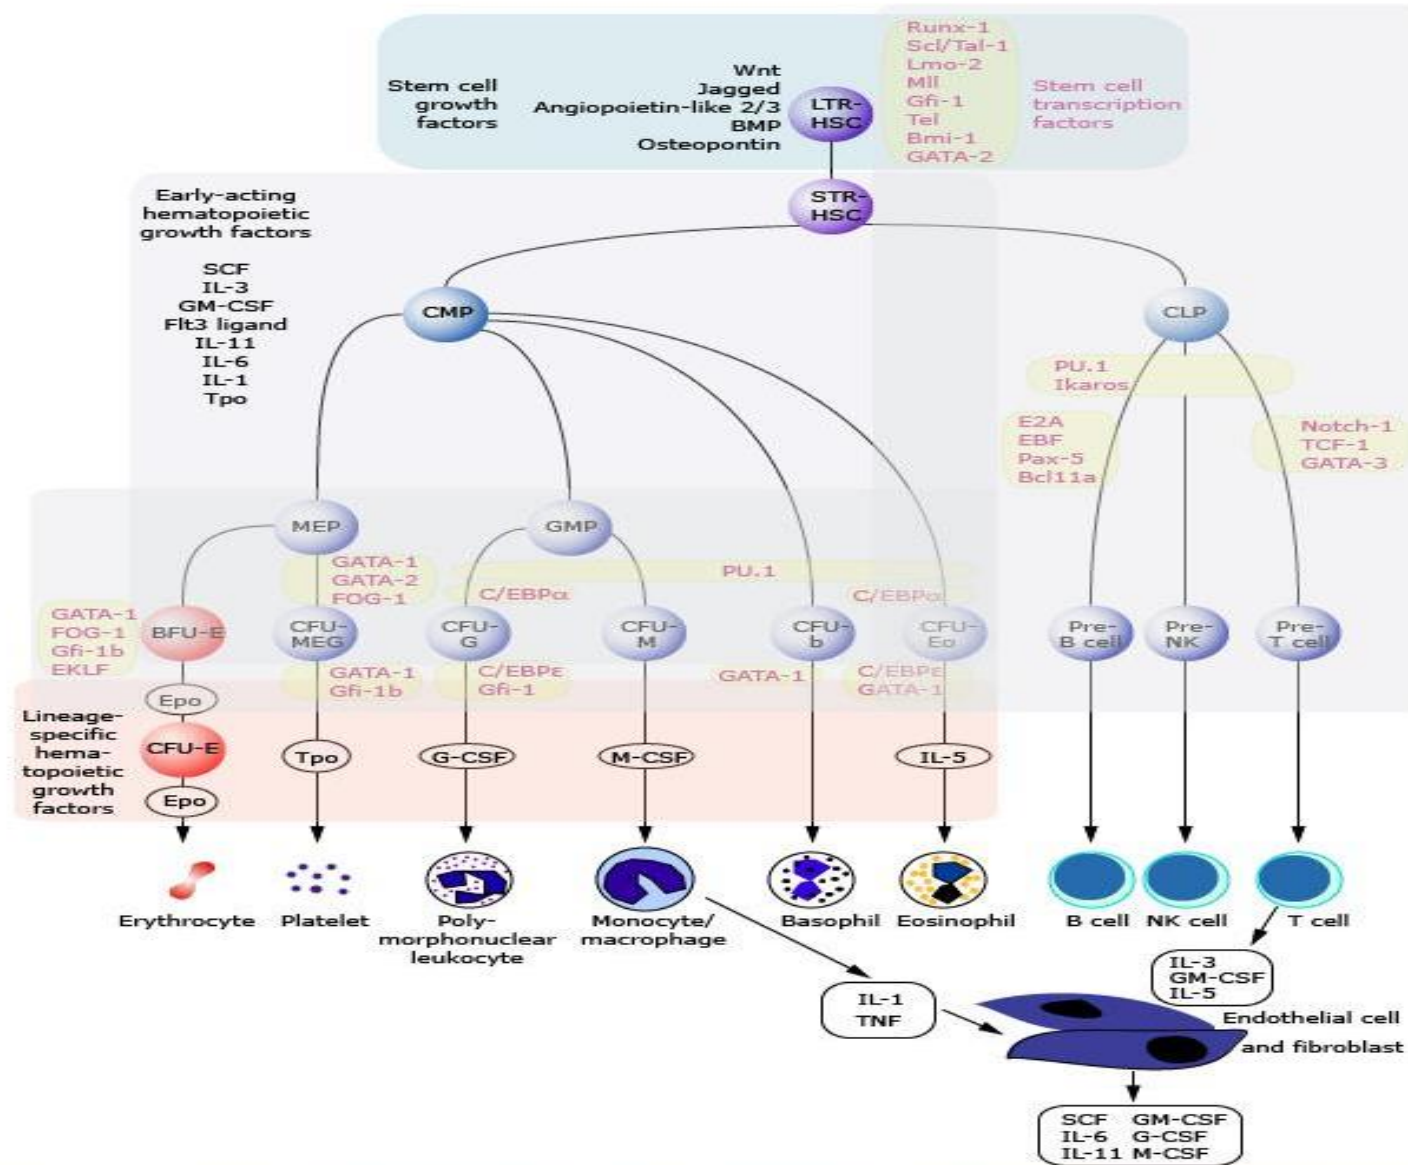 Stem cell
growth
factors
Wnt
Jagged
Angiopoietin-like 2/3
BMP
Osteopontin
LTR-
HSC
Runx-1
Scl/Tal-1
Lmo-2
Mll
Gfi-1
Tel
Bmi-1
GATA-2
Stem cell
transcription
factors
STR-
HSC
Early-acting
hematopoietic
growth factors
SCF
IL-3
GM-CSF
Flt3 ligand
IL-11
IL-6
IL-1
Tpo
CMP
CLP
PU.1
Ikaros
E2A
EBF
Pax-5
Bcl11a
Notch-1
TCF-1
GATA-3
MEP
GMP
GATA-1
GATA-2
FOG-1
PU.1
C/EBPα
C/EBPα
GATA-1
FOG-1
Gfi-1b
EKLF
BFU-E
CFU-
MEG
CFU-
G
CFU-
M
CFU-
b
CFU-
Eo
Pre-
B cell
Pre-
NK
Pre-
T cell
GATA-1
Gfi-1b
C/EBPε
Gfi-1
GATA-1
C/EBPε
GATA-1
Lineage-
specific
hema-
topoietic
growth
factors
Epo
CFU-E
Epo
Tpo
G-CSF
M-CSF
IL-5
Erythrocyte
Platelet
Poly-
morphonuclear
leukocyte
Monocyte/
macrophage
Basophil
Eosinophil
B cell
NK cell
T cell
IL-3
GM-CSF
IL-5
IL-1
TNF
Endothelial cell
and fibroblast
SCF GM-CSF
IL-6 G-CSF
IL-11 M-CSF